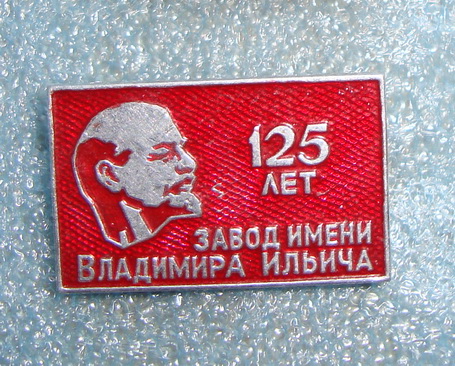 125
ЛЕТ
ЗАВОД ИМЕНИ
ВЛАДИМИРА ИЛЬИЧА